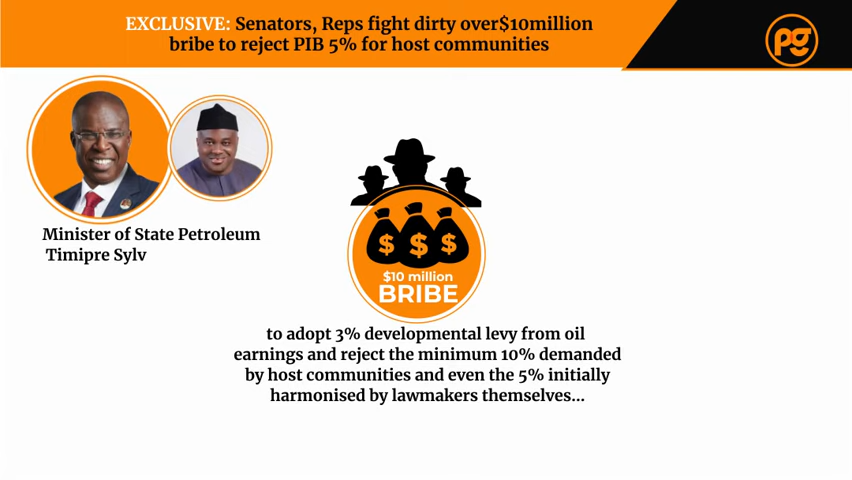 EXCLUSIVE: Senators, Reps fight dirty over$10million
bribe to reject PIB 5% for host communities
pg
Minister of State Petroleum
Timipre Sylv
$ $ $
$10 million
BRIBE
to adopt 3% developmental levy from oil
earnings and reject the minimum 10% demanded
by host communities and even the 5% initially
harmonised by lawmakers themselves...